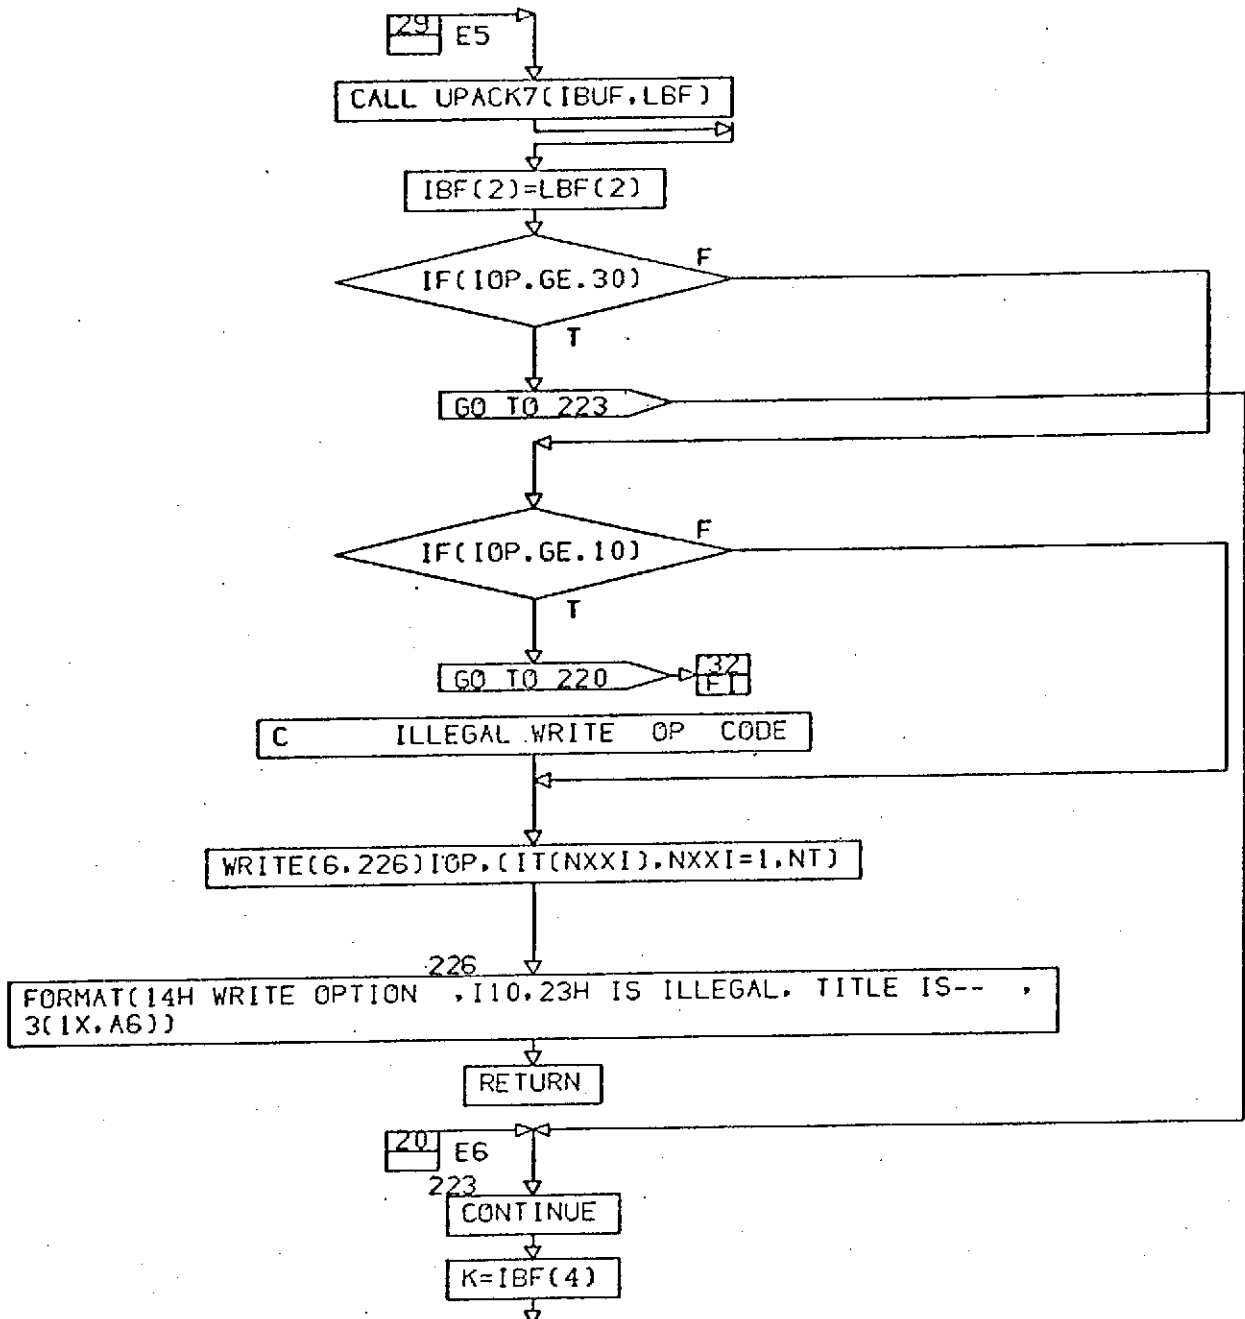 29
E5
CALL UPACK7(IBUF,LBF)
IBF(2)=LBF(2)
IF(IOP.GE.30)
F
T
GO TO 223
IF(IOP.GE.10)
F
T
GO TO 220
32
E1
C ILLEGAL WRITE OP CODE
WRITE(6,226)IOP,(IT(NXXI),NXXI=1,NT)
226
FORMAT(14H WRITE OPTION ,I10,23H IS ILLEGAL. TITLE IS-- ,
3(1X,A6))
RETURN
20
E6
223
CONTINUE
K=IBF(4)